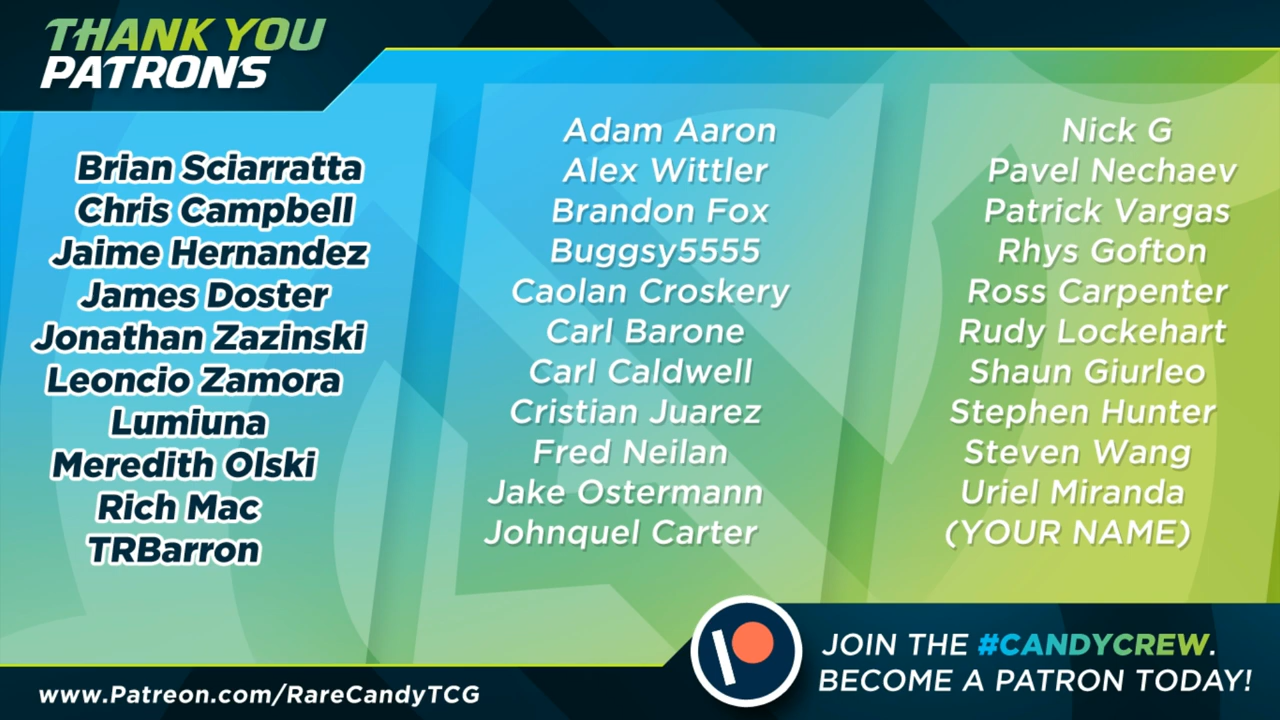 THANK YOU
PATRONS
Brian Sciarratta
Chris Campbell
Jaime Hernandez
James Doster
Jonathan Zazinski
Leoncio Zamora
Lumiuna
Meredith Olski
Rich Mac
TRBarron
Adam Aaron
Alex Wittler
Brandon Fox
Buggsy5555
Caolan Croskery
Carl Barone
Carl Caldwell
Cristian Juarez
Fred Neilan
Jake Ostermann
Johnquel Carter
Nick G
Pavel Nechaev
Patrick Vargas
Rhys Gofton
Ross Carpenter
Rudy Lockehart
Shaun Giurleo
Stephen Hunter
Steven Wang
Uriel Miranda
(YOUR NAME)
www.Patreon.com/RareCandyTCG
JOIN THE #CANDYCREW.
BECOME A PATRON TODAY!